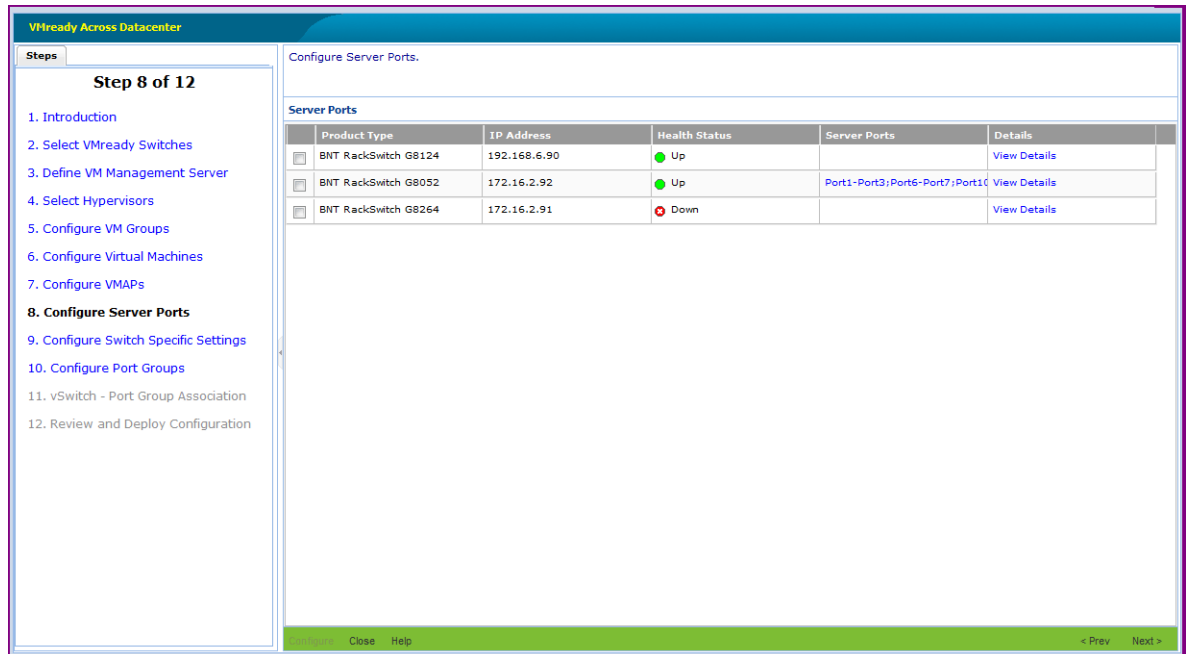 VMready Across Datacenter
Steps
Step 8 of 12
1. Introduction
2. Select VMready Switches
3. Define VM Management Server
4. Select Hypervisors
5. Configure VM Groups
6. Configure Virtual Machines
7. Configure VMAPs
8. Configure Server Ports
9. Configure Switch Specific Settings
10. Configure Port Groups
11. vSwitch - Port Group Association
12. Review and Deploy Configuration
Configure Server Ports.
Server Ports
Product Type IP Address Health Status Server Ports Details
BNT RackSwitch G8124 192.168.6.90 Up View Details
BNT RackSwitch G8052 172.16.2.92 Up Port1-Port3;Port6-Port7;Port10 View Details
BNT RackSwitch G8264 172.16.2.91 Down View Details
Configure Close Help < Prev Next >